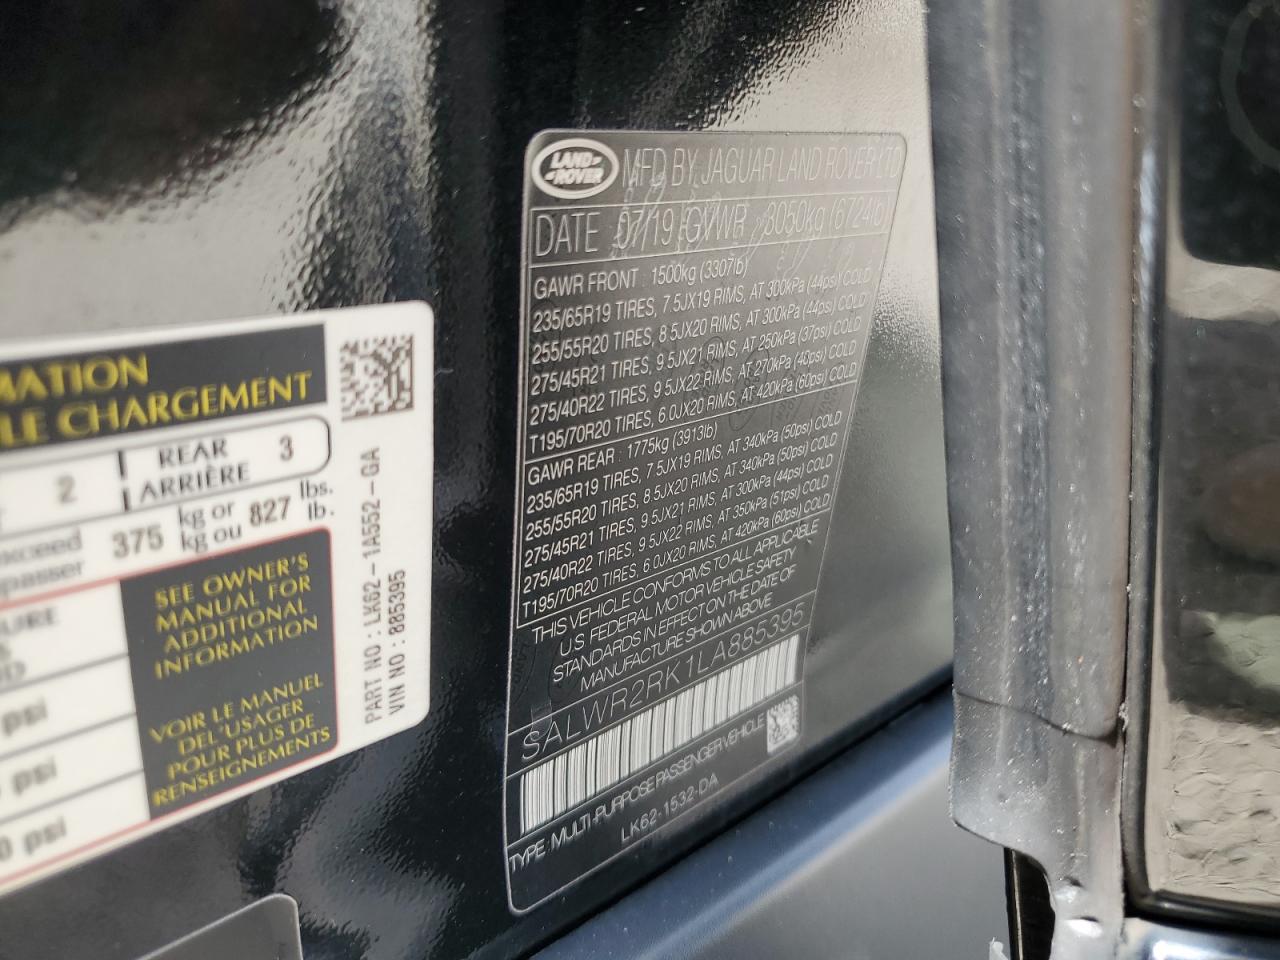 MATION
LE CHARGEMENT
2
REAR
ARRIÈRE
3
exceed
passer
375
kg or
kg ou
827
lbs.
lb.
URE
psi
psi
0 psi
SEE OWNER'S
MANUAL FOR
ADDITIONAL
INFORMATION
VOIR LE MANUEL
DE L'USAGER
POUR PLUS DE
RENSEIGNEMENTS
PART NO : LK62-1A552-GA
VIN NO : 885395
LAND
ROVER
MFD BY JAGUAR LAND ROVER LTD
DATE 07/19 GVWR 3050kg (6724lb)
GAWR FRONT : 1500kg (3307lb)
235/65R19 TIRES, 7.5JX19 RIMS, AT 300kPa (44psi) COLD
255/55R20 TIRES, 8.5JX20 RIMS, AT 300kPa (44psi) COLD
275/45R21 TIRES, 9.5JX21 RIMS, AT 250kPa (37psi) COLD
275/40R22 TIRES, 9.5JX22 RIMS, AT 270kPa (40psi) COLD
T195/70R20 TIRES, 6.0JX20 RIMS, AT 420kPa (60psi) COLD
GAWR REAR : 1775kg (3913lb)
235/65R19 TIRES, 7.5JX19 RIMS, AT 340kPa (50psi) COLD
255/55R20 TIRES, 8.5JX20 RIMS, AT 340kPa (50psi) COLD
275/45R21 TIRES, 9.5JX21 RIMS, AT 300kPa (44psi) COLD
275/40R22 TIRES, 9.5JX22 RIMS, AT 350kPa (51psi) COLD
T195/70R20 TIRES, 6.0JX20 RIMS, AT 420kPa (60psi) COLD
THIS VEHICLE CONFORMS TO ALL APPLICABLE
U.S. FEDERAL MOTOR VEHICLE SAFETY
STANDARDS IN EFFECT ON THE DATE OF
MANUFACTURE SHOWN ABOVE
SALWR2RK1LA885395
TYPE : MULTI-PURPOSE PASSENGER VEHICLE
LK62-1532-DA